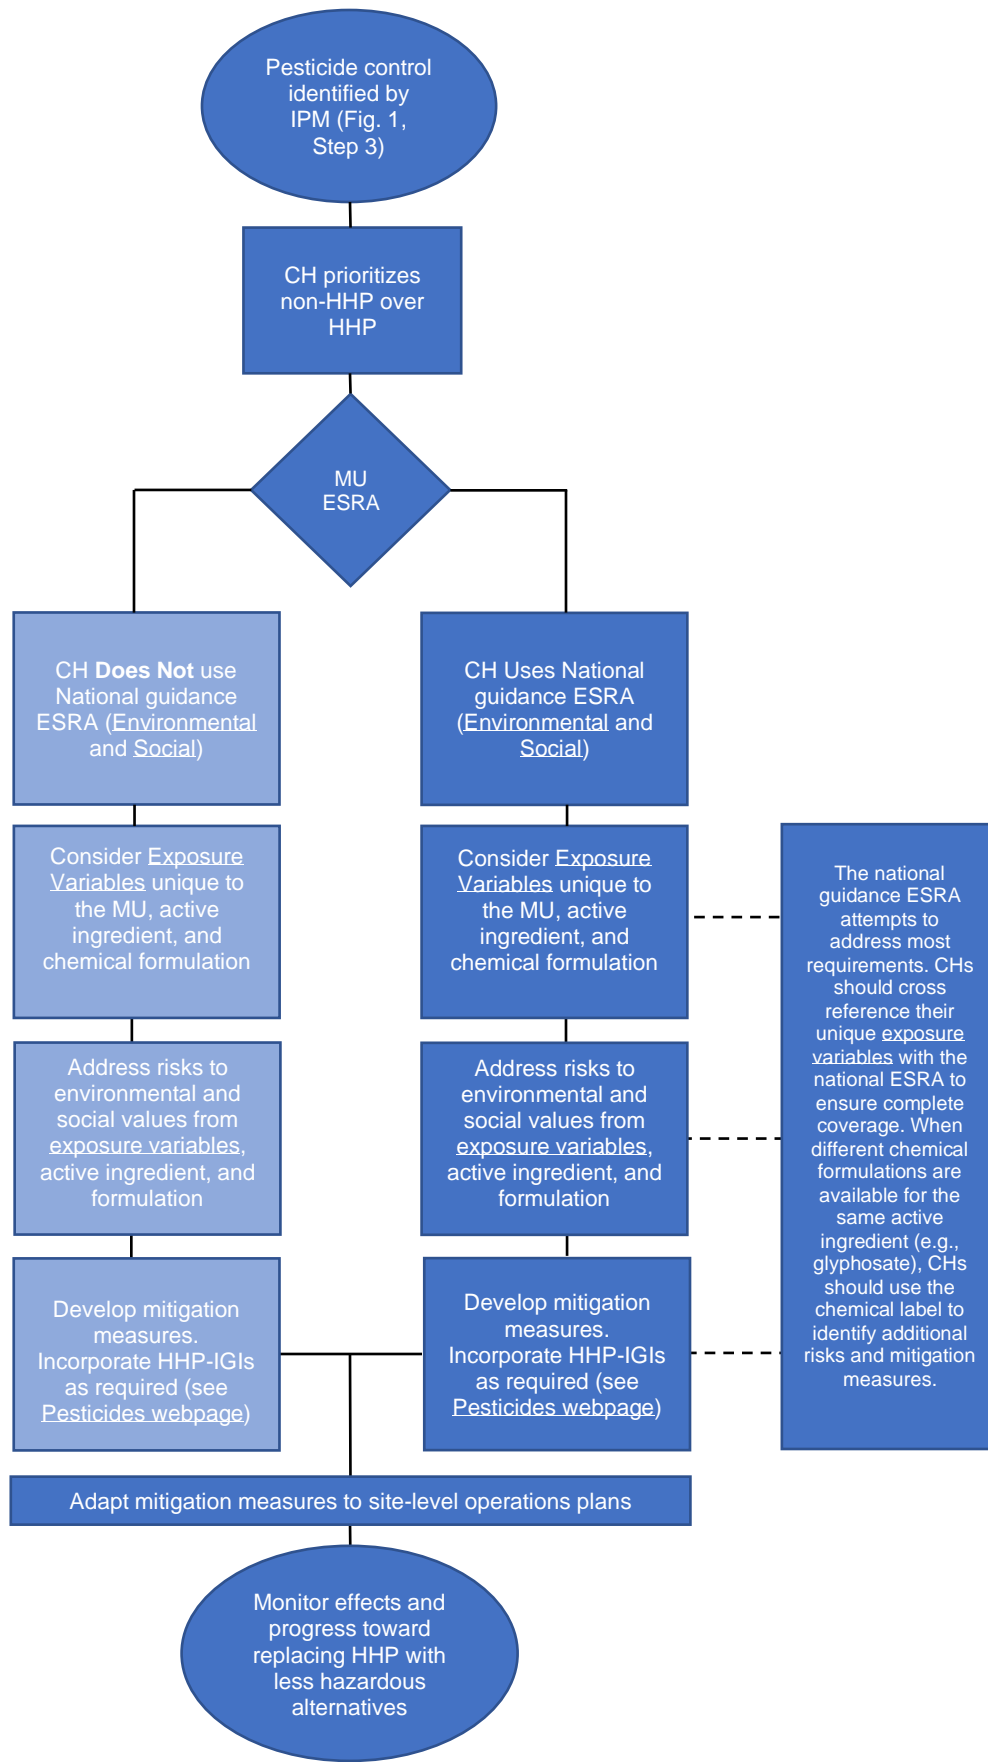 Pesticide control
identified by
IPM (Fig. 1,
Step 3)
CH prioritizes
non-HHP over
HHP
MU
ESRA
CH Does Not use
National guidance
ESRA (Environmental
and Social)
CH Uses National
guidance ESRA
(Environmental and
Social)
Consider Exposure
Variables unique to
the MU, active
ingredient, and
chemical formulation
Consider Exposure
Variables unique to
the MU, active
ingredient, and
chemical formulation
The national
guidance ESRA
attempts to
address most
requirements. CHs
should cross
reference their
unique exposure
variables with the
national ESRA to
ensure complete
coverage. When
different chemical
formulations are
available for the
same active
ingredient (e.g.,
glyphosate), CHs
should use the
chemical label to
identify additional
risks and mitigation
measures.
Address risks to
environmental and
social values from
exposure variables,
active ingredient, and
formulation
Address risks to
environmental and
social values from
exposure variables,
active ingredient, and
formulation
Develop mitigation
measures.
Incorporate HHP-IGIs
as required (see
Pesticides webpage)
Develop mitigation
measures.
Incorporate HHP-IGIs
as required (see
Pesticides webpage)
Adapt mitigation measures to site-level operations plans
Monitor effects and
progress toward
replacing HHP with
less hazardous
alternatives